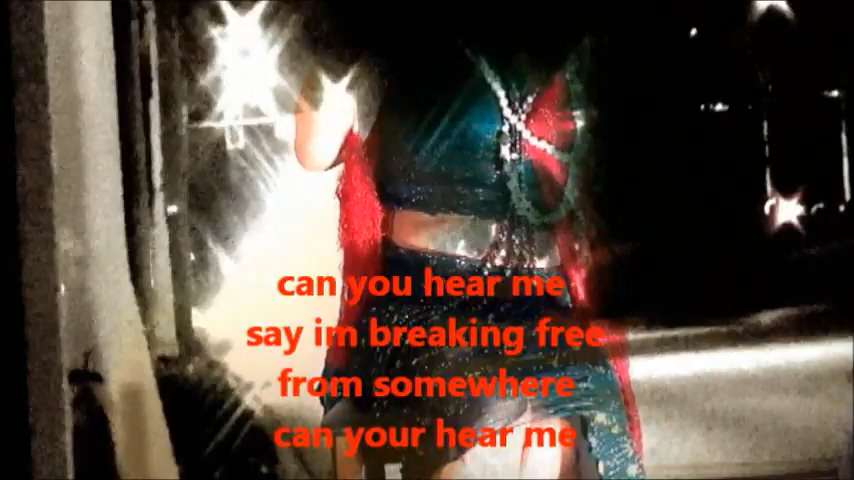 can you hear me
say im breaking free
from somewhere
can your hear me